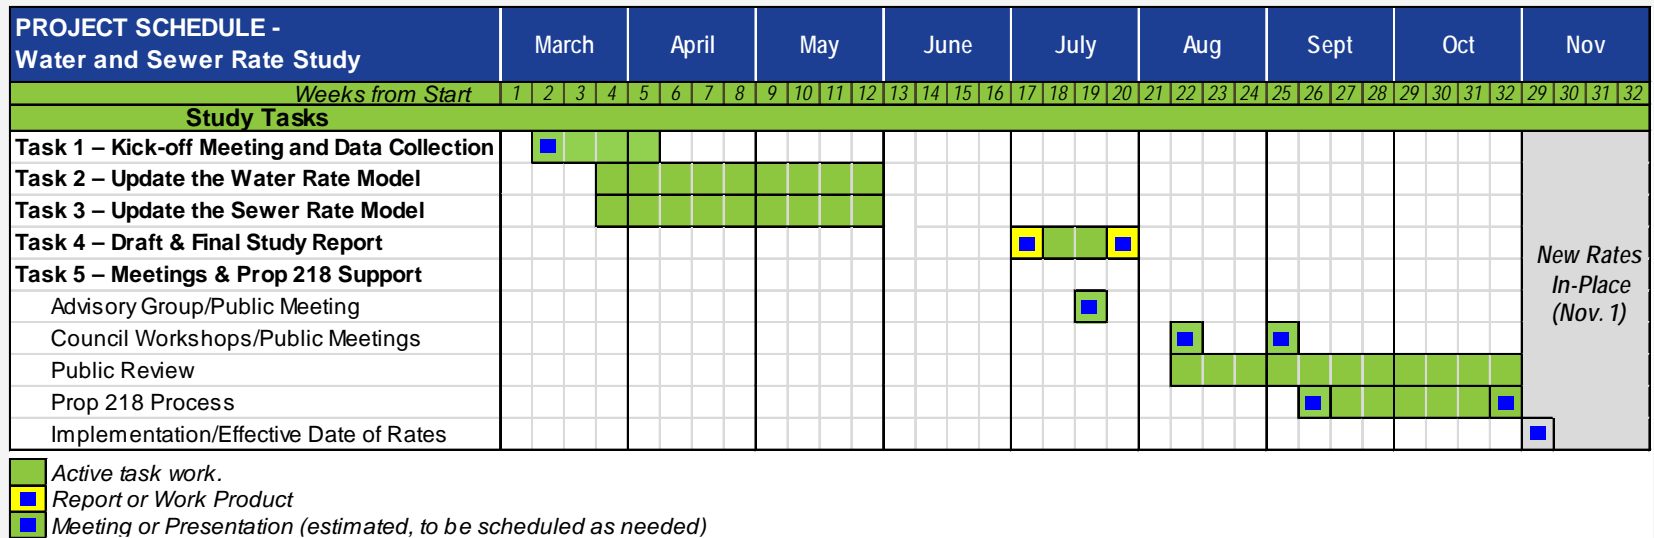 PROJECT SCHEDULE -
Water and Sewer Rate Study
March April May June July Aug Sept Oct Nov
Weeks from Start 1 2 3 4 5 6 7 8 9 10 11 12 13 14 15 16 17 18 19 20 21 22 23 24 25 26 27 28 29 30 31 32 29 30 31 32
Study Tasks
Task 1 – Kick-off Meeting and Data Collection
Task 2 – Update the Water Rate Model
Task 3 – Update the Sewer Rate Model
Task 4 – Draft & Final Study Report
Task 5 – Meetings & Prop 218 Support
Advisory Group/Public Meeting
Council Workshops/Public Meetings
Public Review
Prop 218 Process
Implementation/Effective Date of Rates
New Rates
In-Place
(Nov. 1)
Active task work.
Report or Work Product
Meeting or Presentation (estimated, to be scheduled as needed)